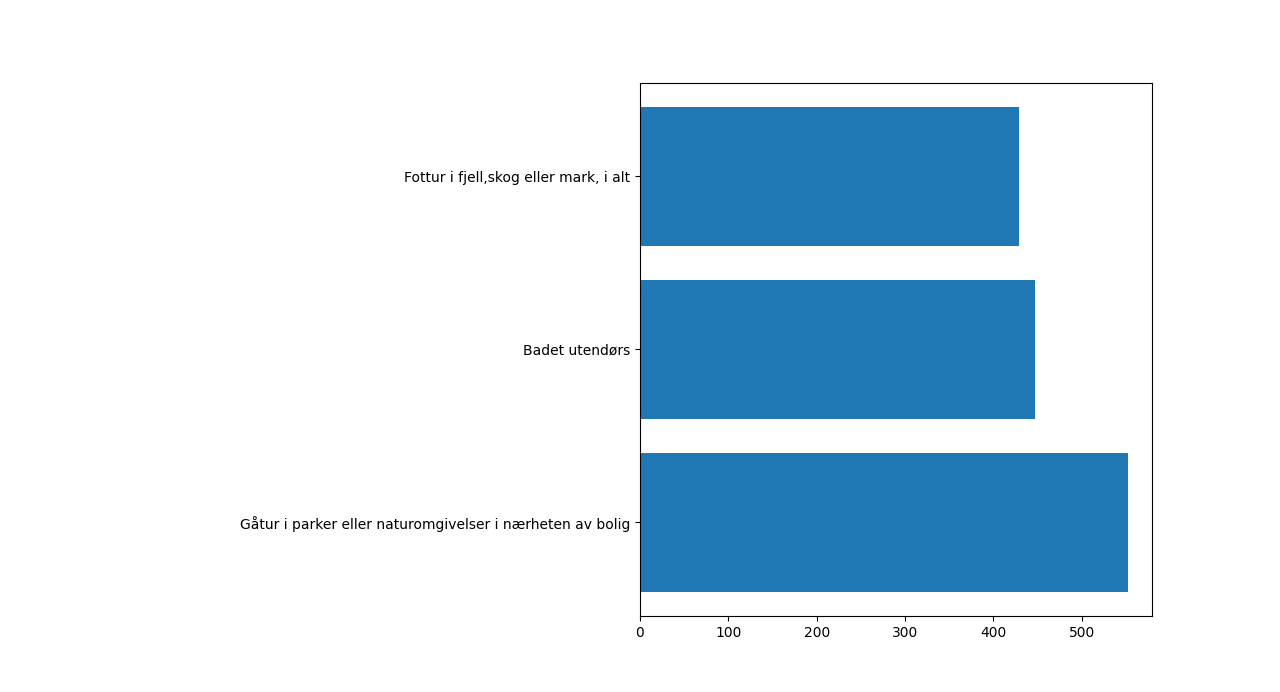 Fottur i fjell,skog eller mark, i alt
Badet utendørs
Gåtur i parker eller naturomgivelser i nærheten av bolig
0 100 200 300 400 500